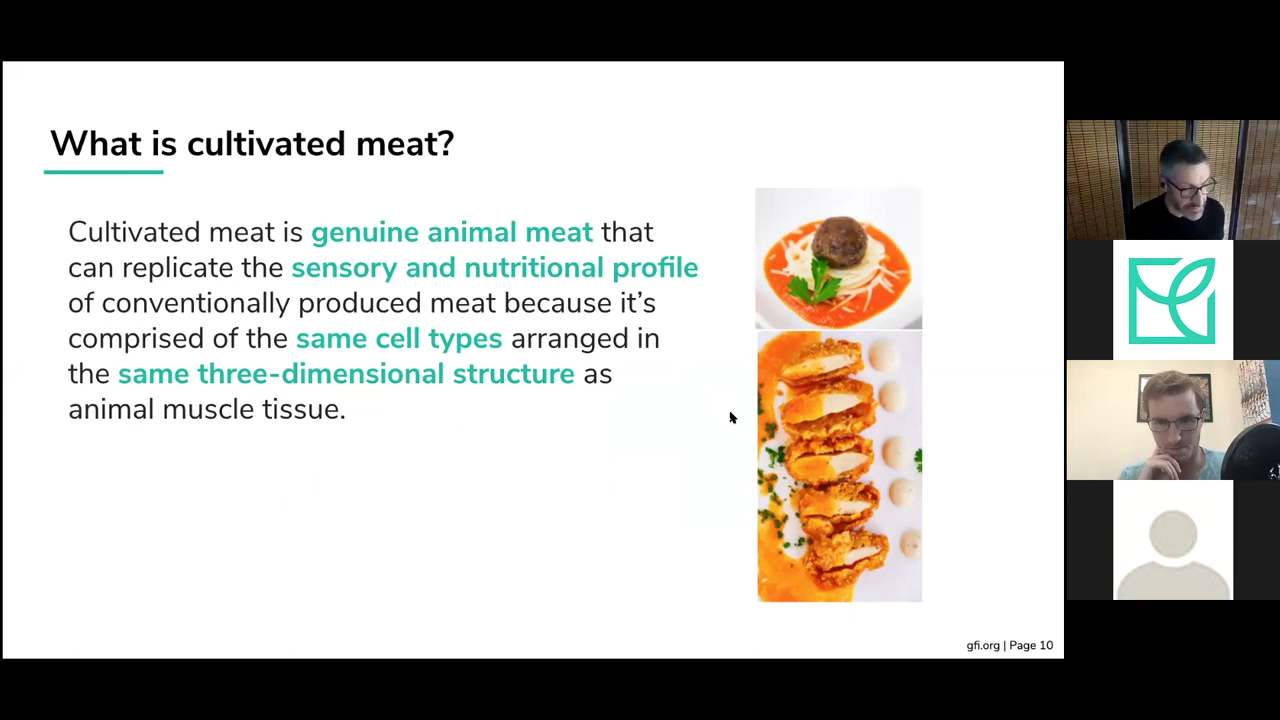 What is cultivated meat?
Cultivated meat is genuine animal meat that
can replicate the sensory and nutritional profile
of conventionally produced meat because it’s
comprised of the same cell types arranged in
the same three-dimensional structure as
animal muscle tissue.
gfi.org | Page 10